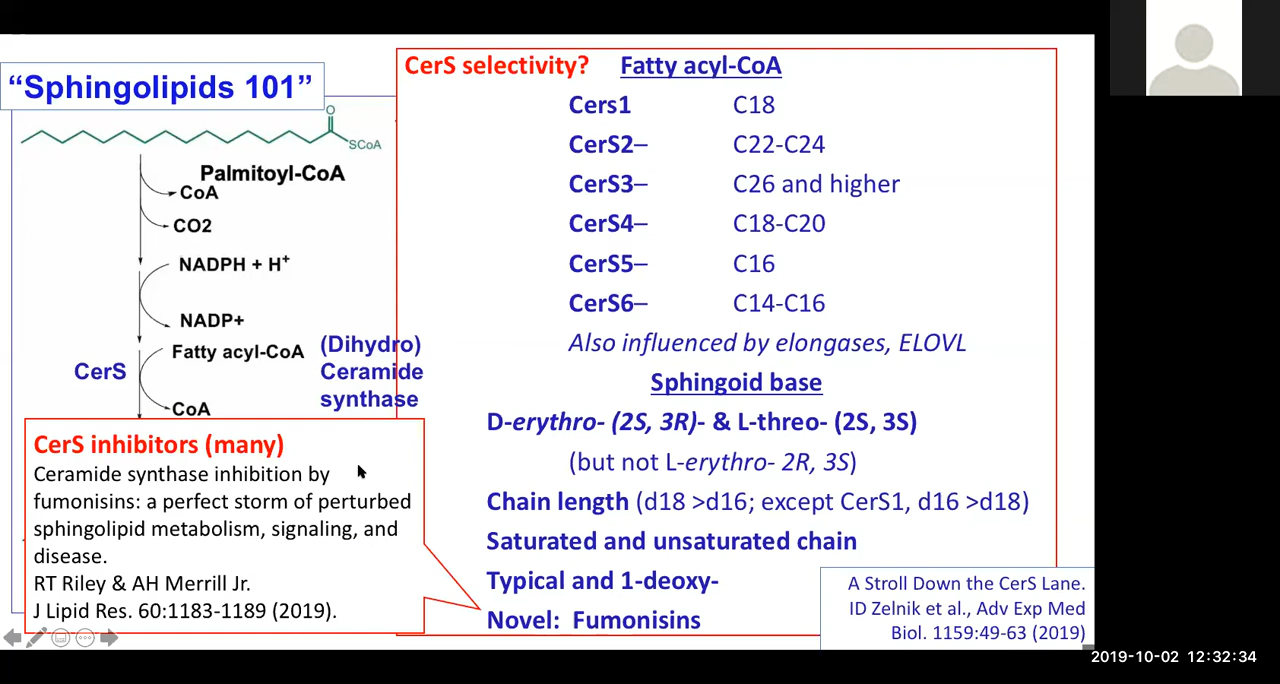 “Sphingolipids 101”
O
SCoA
Palmitoyl-CoA
CoA
CO2
NADPH + H+
NADP+
Fatty acyl-CoA
CerS
(Dihydro)
Ceramide
synthase
CoA
CerS inhibitors (many)
Ceramide synthase inhibition by
fumonisins: a perfect storm of perturbed
sphingolipid metabolism, signaling, and
disease.
RT Riley & AH Merrill Jr.
J Lipid Res. 60:1183-1189 (2019).
CerS selectivity? Fatty acyl-CoA
Cers1 C18
CerS2– C22-C24
CerS3– C26 and higher
CerS4– C18-C20
CerS5– C16
CerS6– C14-C16
Also influenced by elongases, ELOVL
Sphingoid base
D-erythro- (2S, 3R)- & L-threo- (2S, 3S)
(but not L-erythro- 2R, 3S)
Chain length (d18 >d16; except CerS1, d16 >d18)
Saturated and unsaturated chain
Typical and 1-deoxy-
Novel: Fumonisins
A Stroll Down the CerS Lane.
ID Zelnik et al., Adv Exp Med
Biol. 1159:49-63 (2019)
2019-10-02 12:32:34